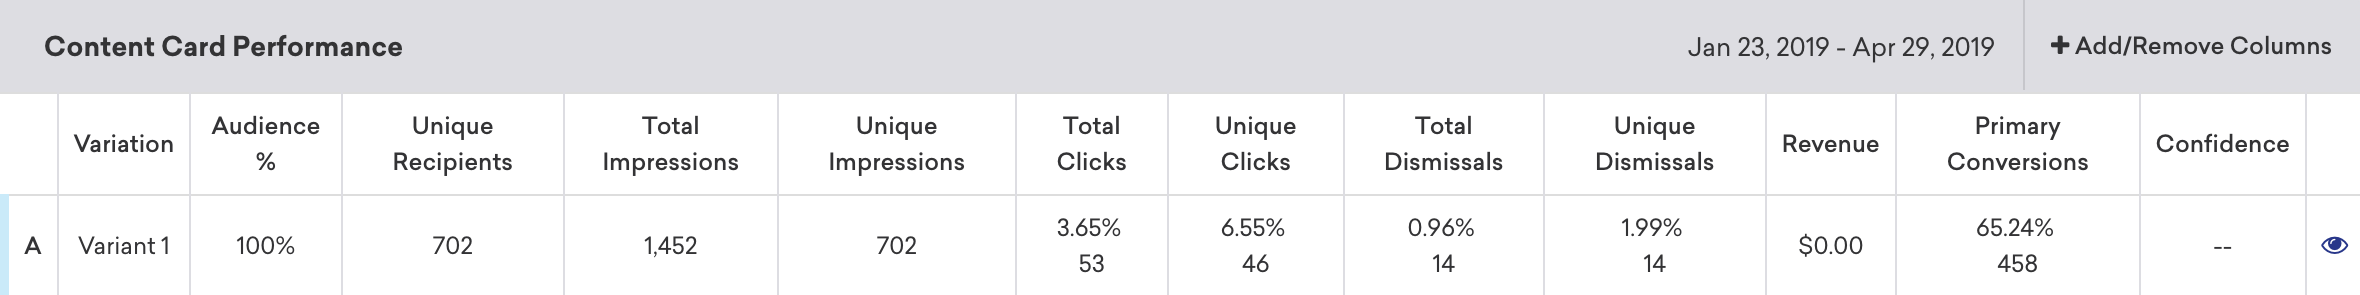 Content Card Performance
Jan 23, 2019 - Apr 29, 2019
+ Add/Remove Columns
Variation
Audience
%
Unique
Recipients
Total
Impressions
Unique
Impressions
Total
Clicks
Unique
Clicks
Total
Dismissals
Unique
Dismissals
Revenue
Primary
Conversions
Confidence
A
Variant 1
100%
702
1,452
702
3.65%
53
6.55%
46
0.96%
14
1.99%
14
$0.00
65.24%
458
--